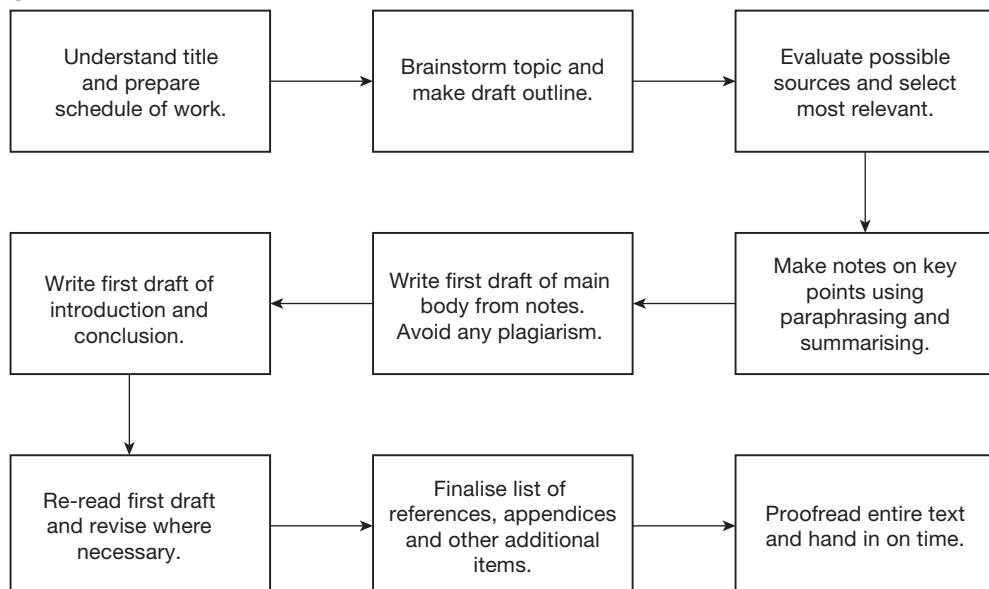 Understand title
and prepare
schedule of work.
Brainstorm topic and
make draft outline.
Evaluate possible
sources and select
most relevant.
Make notes on key
points using
paraphrasing and
summarising.
Write first draft of main
body from notes.
Avoid any plagiarism.
Write first draft of
introduction and
conclusion.
Re-read first draft
and revise where
necessary.
Finalise list of
references, appendices
and other additional
items.
Proofread entire text
and hand in on time.